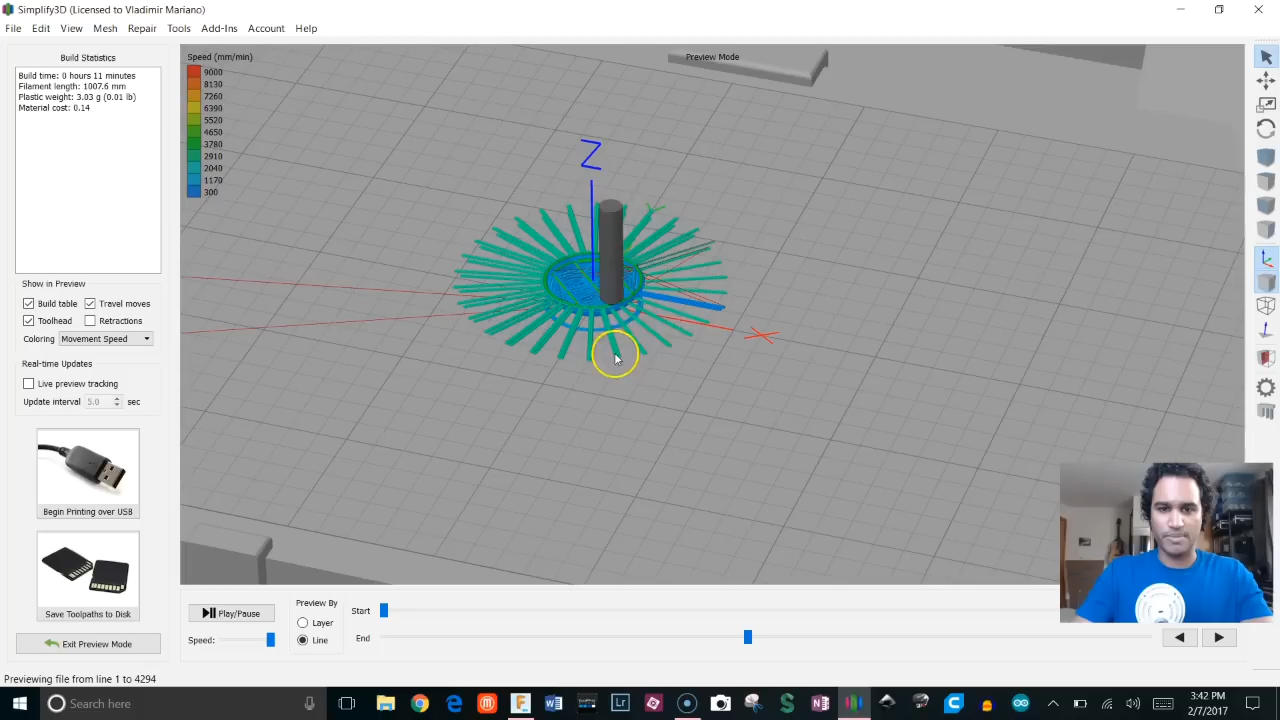 Simplify3D (Licensed to Vladimir Mariano)
File Edit View Mesh Repair Tools Add-Ins Account Help
Build Statistics
Build time: 0 hours 11 minutes
Filament length: 1007.6 mm
Plastic weight: 3.03 g (0.01 lb)
Material cost: 0.14
Show in Preview
Build table Travel moves
Toolhead Retractions
Coloring Movement Speed
Real-time Updates
Live preview tracking
Update interval 5.0 sec
Begin Printing over USB
Save Toolpaths to Disk
Exit Preview Mode
Previewing file from line 1 to 4294
Speed (mm/min)
9000
8130
7260
6390
5520
4650
3780
2910
2040
1170
300
Preview Mode
Z
Y
X
Play/Pause
Speed:
Preview By
Layer
Line
Start
End
Search here
Lr
3:42 PM
2/7/2017